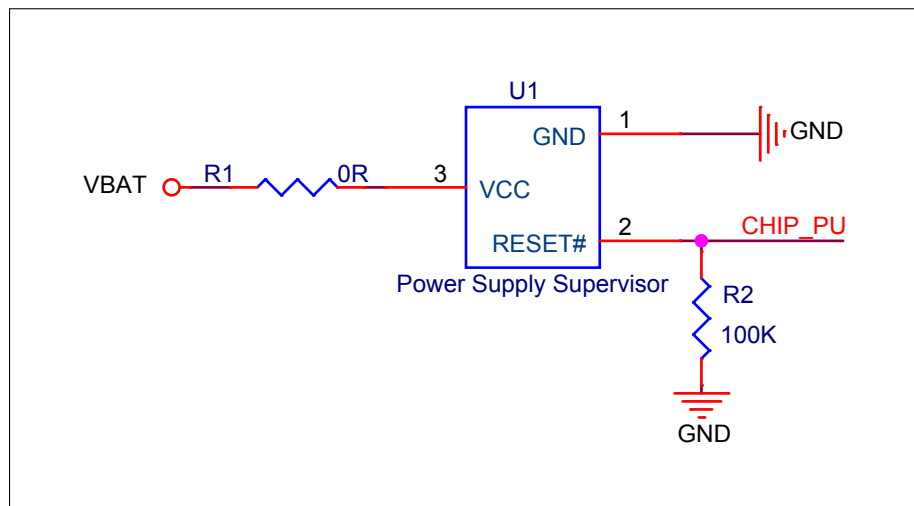 U1
GND
1
GND
VBAT
R1
0R
3
VCC
2
CHIP_PU
RESET#
Power Supply Supervisor
R2
100K
GND